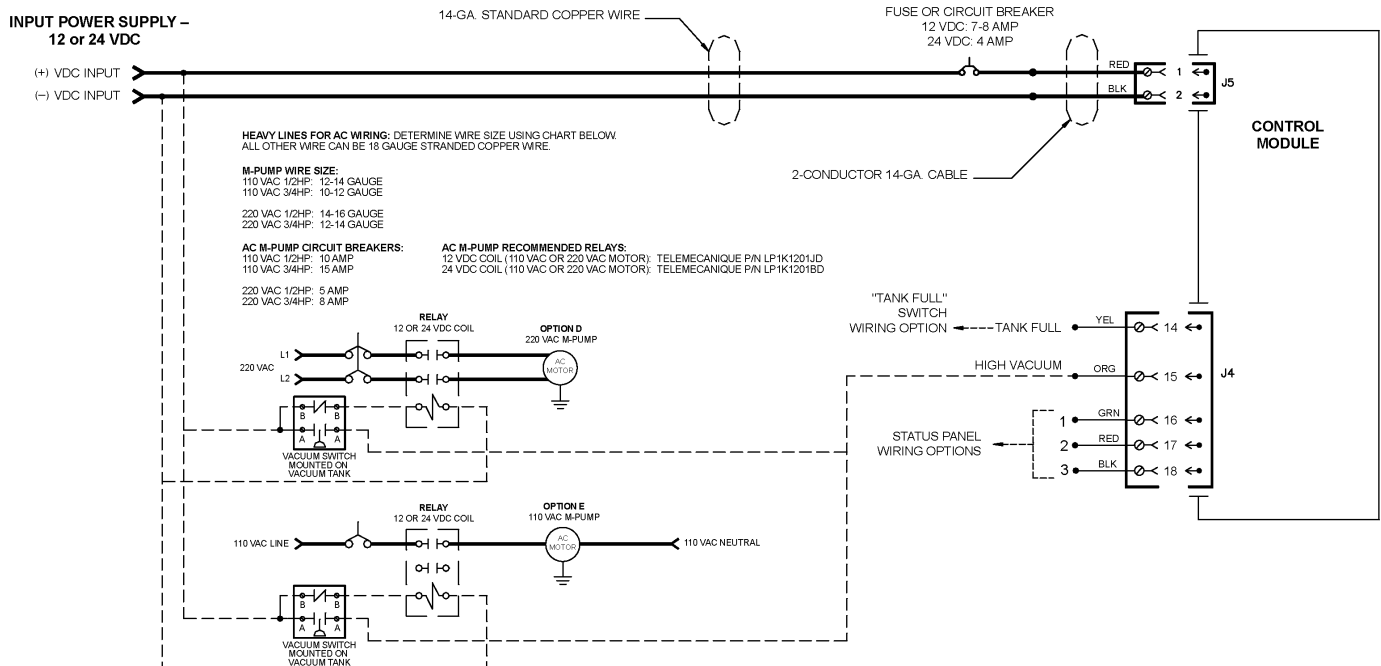 INPUT POWER SUPPLY –
12 or 24 VDC
14-GA. STANDARD COPPER WIRE
FUSE OR CIRCUIT BREAKER
12 VDC: 7-8 AMP
24 VDC: 4 AMP
(+) VDC INPUT
RED
1
(–) VDC INPUT
BLK
2
J5
CONTROL
MODULE
HEAVY LINES FOR AC WIRING: DETERMINE WIRE SIZE USING CHART BELOW.
ALL OTHER WIRE CAN BE 18 GAUGE STRANDED COPPER WIRE.
2-CONDUCTOR 14-GA. CABLE
M-PUMP WIRE SIZE:
110 VAC 1/2HP: 12-14 GAUGE
110 VAC 3/4HP: 10-12 GAUGE
220 VAC 1/2HP: 14-16 GAUGE
220 VAC 3/4HP: 12-14 GAUGE
AC M-PUMP CIRCUIT BREAKERS:
110 VAC 1/2HP: 10 AMP
110 VAC 3/4HP: 15 AMP
220 VAC 1/2HP: 5 AMP
220 VAC 3/4HP: 8 AMP
AC M-PUMP RECOMMENDED RELAYS:
12 VDC COIL (110 VAC OR 220 VAC MOTOR): TELEMECANIQUE P/N LP1K1201JD
24 VDC COIL (110 VAC OR 220 VAC MOTOR): TELEMECANIQUE P/N LP1K1201BD
"TANK FULL"
SWITCH
WIRING OPTION
TANK FULL
YEL
14
HIGH VACUUM
ORG
15
J4
STATUS PANEL
WIRING OPTIONS
1
GRN
16
2
RED
17
3
BLK
18
RELAY
12 OR 24 VDC COIL
OPTION D
220 VAC M-PUMP
L1
220 VAC
L2
AC
MOTOR
B B
A A
VACUUM SWITCH
MOUNTED ON
VACUUM TANK
RELAY
12 OR 24 VDC COIL
OPTION E
110 VAC M-PUMP
110 VAC LINE
AC
MOTOR
110 VAC NEUTRAL
B B
A A
VACUUM SWITCH
MOUNTED ON
VACUUM TANK